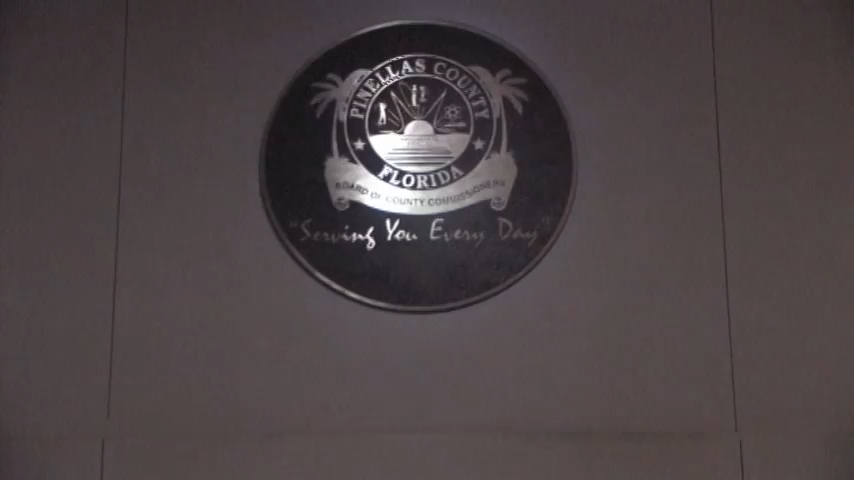 PINELLAS COUNTY
FLORIDA
BOARD OF COUNTY COMMISSIONERS
"Serving You Every Day"